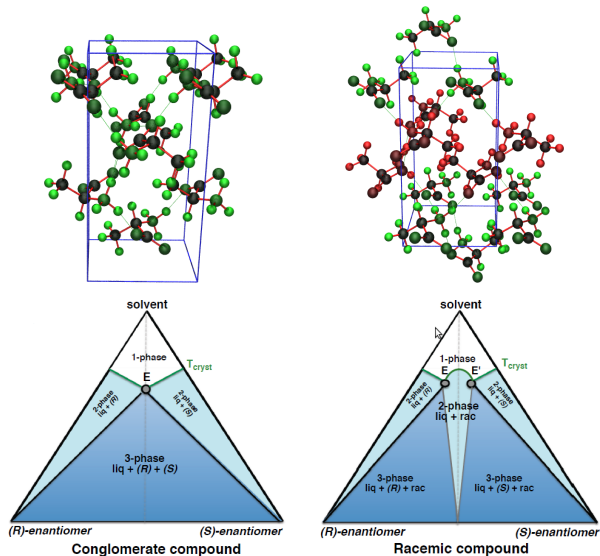 solvent
1-phase
E
Tcryst
2-phase
liq + (R)
2-phase
liq + (S)
3-phase
liq + (R) + (S)
(R)-enantiomer
(S)-enantiomer
Conglomerate compound
solvent
1-phase
E
E'
Tcryst
2-phase
liq + (R)
2-phase
liq + rac
2-phase
liq + (S)
3-phase
liq + (R) + rac
3-phase
liq + (S) + rac
(R)-enantiomer
(S)-enantiomer
Racemic compound